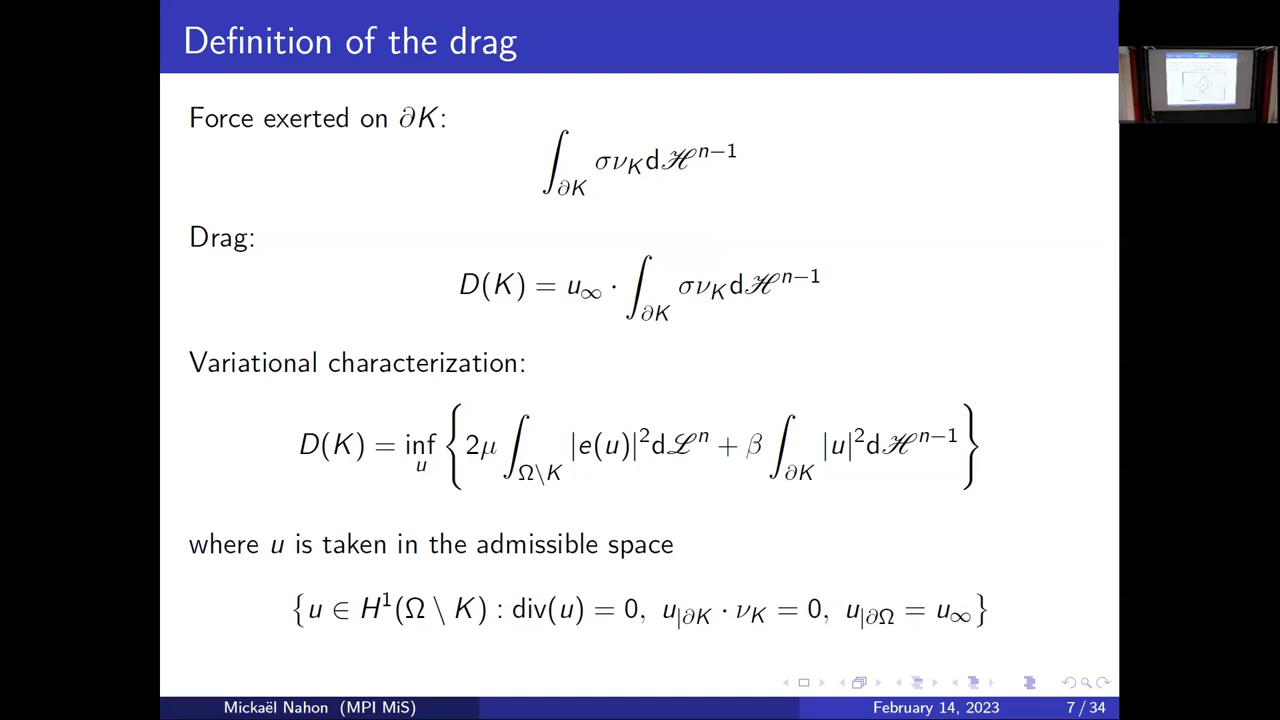 Definition of the drag
Force exerted on ∂K:
∫_{∂K} σν_K dℋ^{n−1}
Drag:
D(K) = u_∞ · ∫_{∂K} σν_K dℋ^{n−1}
Variational characterization:
D(K) = inf_u { 2μ ∫_{Ω\K} |e(u)|² dℒ^n + β ∫_{∂K} |u|² dℋ^{n−1} }
where u is taken in the admissible space
{u ∈ H¹(Ω \ K) : div(u) = 0, u_{|∂K} · ν_K = 0, u_{|∂Ω} = u_∞}
Mickaël Nahon (MPI MiS) February 14, 2023 7 / 34